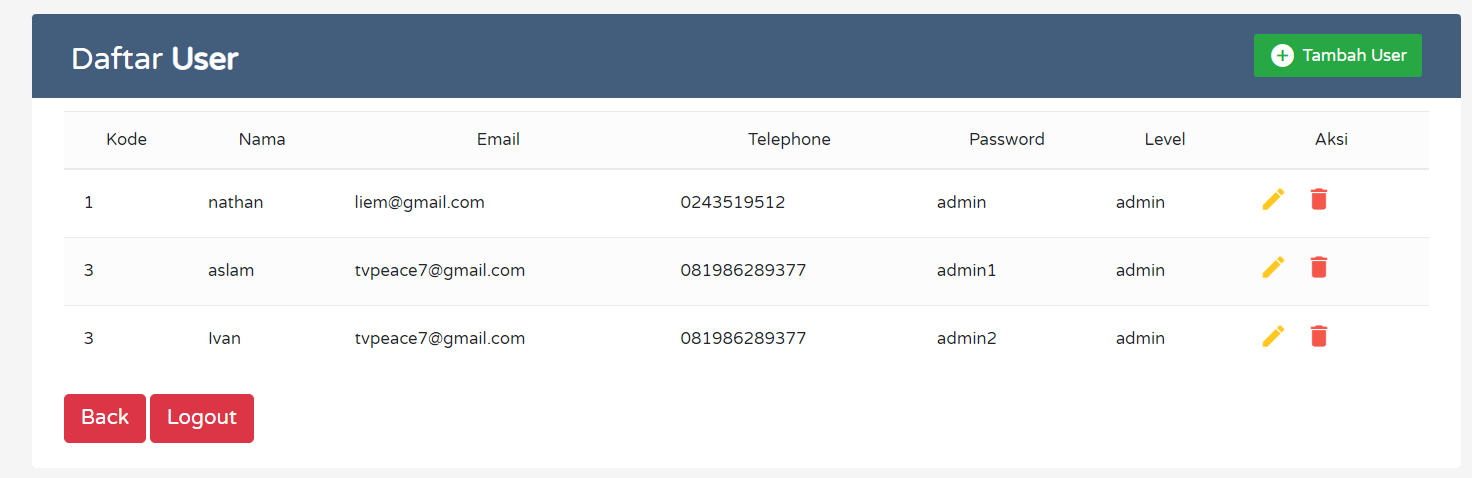 Daftar User
Tambah User
Kode Nama Email Telephone Password Level Aksi
1 nathan liem@gmail.com 0243519512 admin admin
3 aslam tvpeace7@gmail.com 081986289377 admin1 admin
3 Ivan tvpeace7@gmail.com 081986289377 admin2 admin
Back Logout